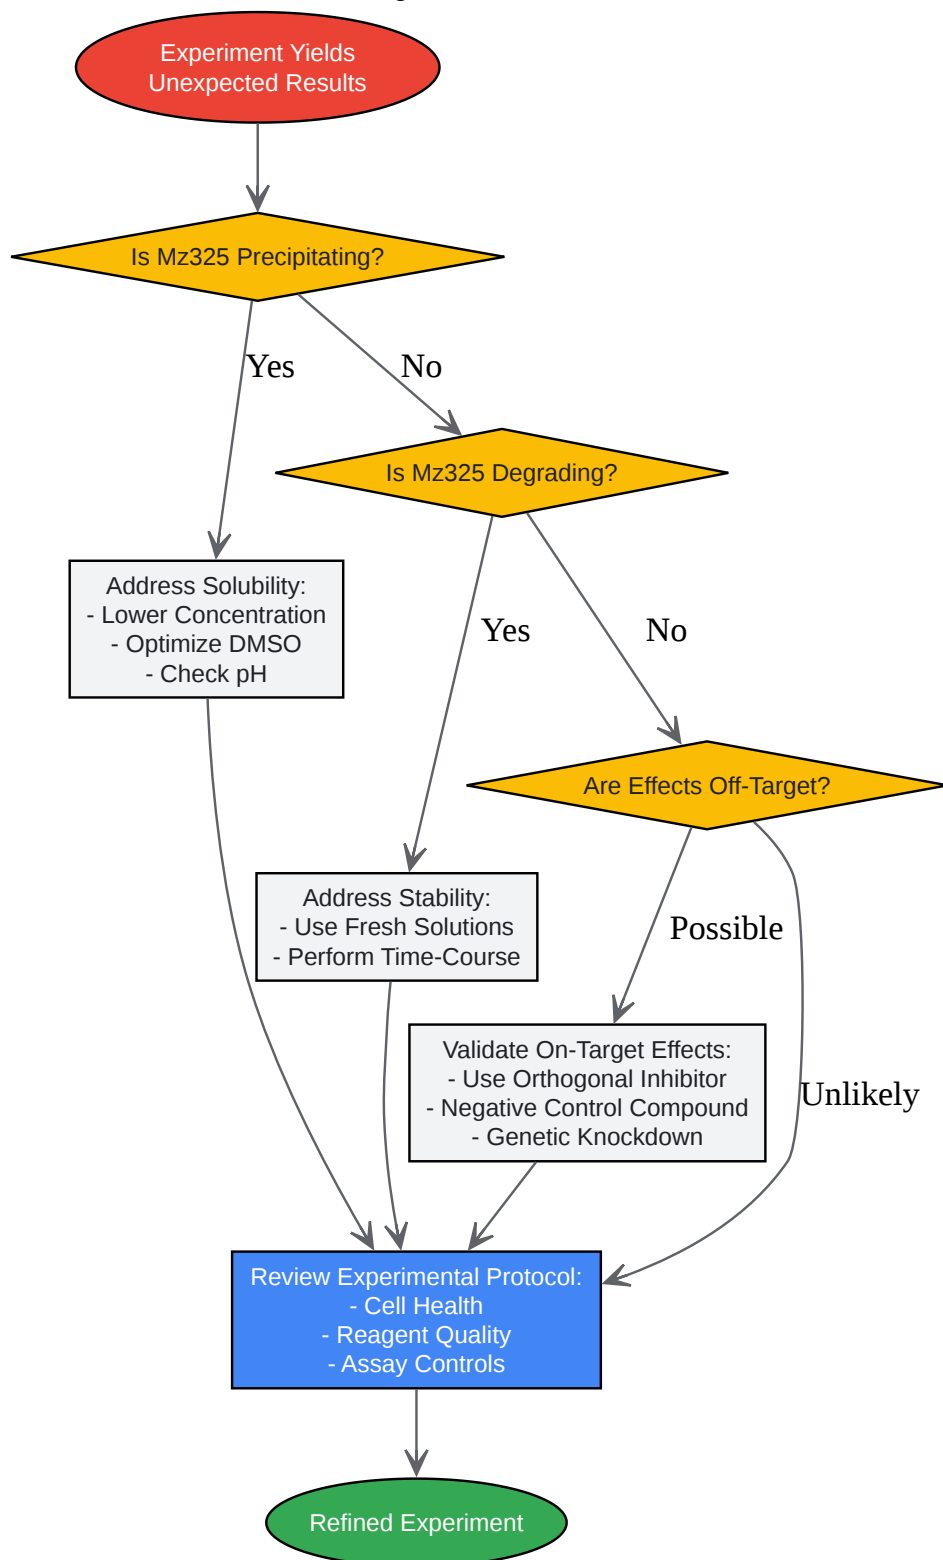 Experiment Yields
Unexpected Results
Is Mz325 Precipitating?
Yes
No
Is Mz325 Degrading?
Address Solubility:
- Lower Concentration
- Optimize DMSO
- Check pH
Yes
No
Are Effects Off-Target?
Address Stability:
- Use Fresh Solutions
- Perform Time-Course
Possible
Validate On-Target Effects:
- Use Orthogonal Inhibitor
- Negative Control Compound
- Genetic Knockdown
Unlikely
Review Experimental Protocol:
- Cell Health
- Reagent Quality
- Assay Controls
Refined Experiment